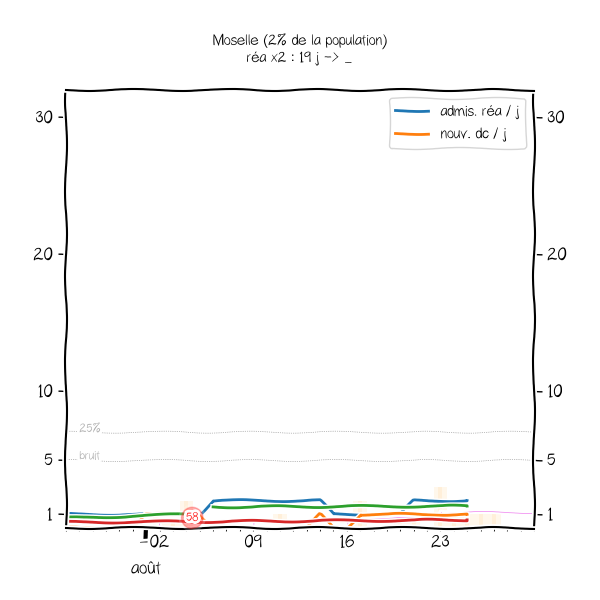 Moselle (2% de la population)
réa x2 : 19 j -> _
admis. réa / j
nouv. dc / j
30
30
20
20
10
10
25%
5
bruit
5
1
58
1
-02
09
16
23
août